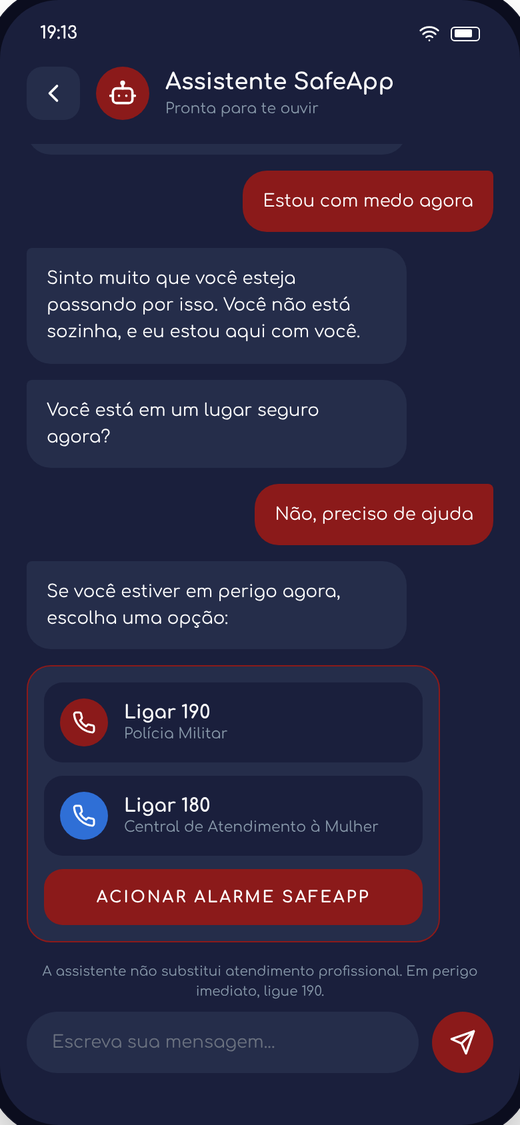 19:13
Assistente SafeApp
Pronta para te ouvir
Estou com medo agora
Sinto muito que você esteja
passando por isso. Você não está
sozinha, e eu estou aqui com você.
Você está em um lugar seguro
agora?
Não, preciso de ajuda
Se você estiver em perigo agora,
escolha uma opção:
Ligar 190
Polícia Militar
Ligar 180
Central de Atendimento à Mulher
ACIONAR ALARME SAFEAPP
A assistente não substitui atendimento profissional. Em perigo
imediato, ligue 190.
Escreva sua mensagem...